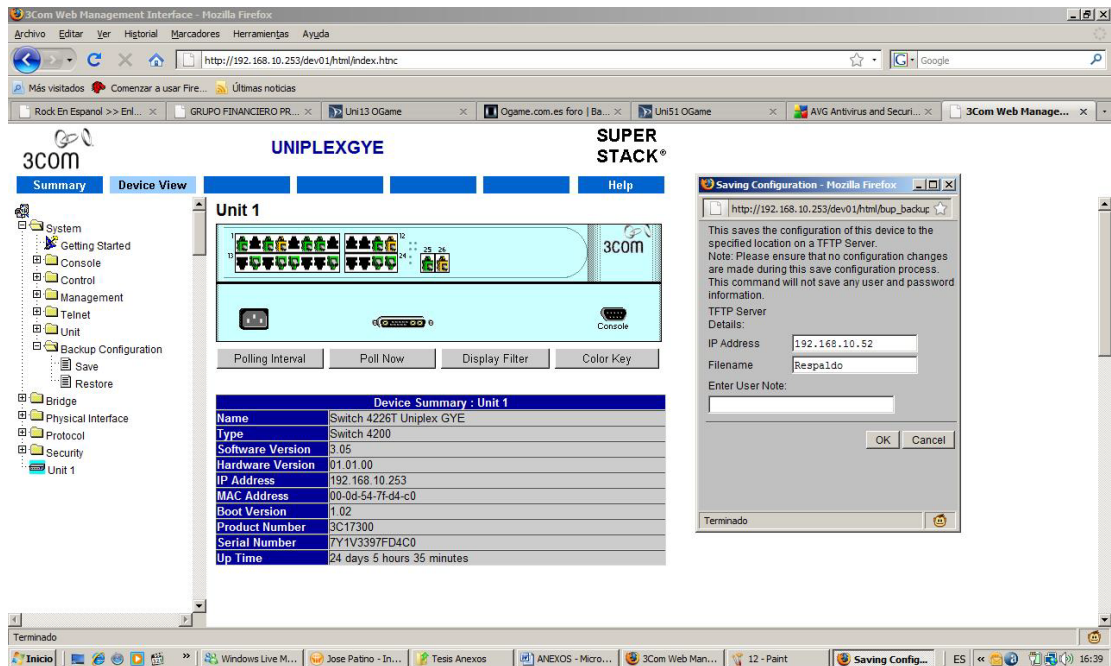 3Com Web Management Interface - Mozilla Firefox
Archivo Editar Ver Historial Marcadores Herramientas Ayuda
http://192.168.10.253/dev01/html/index.htnc
G Google
Más visitados Comenzar a usar Fire... Últimas noticias
Rock En Espanol >> Enl... GRUPO FINANCIERO PR... Uni13 OGame Ogame.com.es foro | Ba... Uni51 OGame AVG Antivirus and Securi... 3Com Web Manage...
3COM
UNIPLEXGYE
SUPER
STACK®
Summary Device View Help
System
Getting Started
Console
Control
Management
Telnet
Unit
Backup Configuration
Save
Restore
Bridge
Physical Interface
Protocol
Security
Unit 1
Unit 1
1 12
13 24
25 26
3COM
Console
Polling Interval Poll Now Display Filter Color Key
Device Summary : Unit 1
Name Switch 4226T Uniplex GYE
Type Switch 4200
Software Version 3.05
Hardware Version 01.01.00
IP Address 192.168.10.253
MAC Address 00-0d-54-7f-d4-c0
Boot Version 1.02
Product Number 3C17300
Serial Number 7Y1V3397FD4C0
Up Time 24 days 5 hours 35 minutes
Saving Configuration - Mozilla Firefox
http://192.168.10.253/dev01/html/bup_backup
This saves the configuration of this device to the
specified location on a TFTP Server.
Note: Please ensure that no configuration changes
are made during this save configuration process.
This command will not save any user and password
information.
TFTP Server
Details:
IP Address 192.168.10.52
Filename Respaldo
Enter User Note:
OK Cancel
Terminado
Terminado
Inicio » Windows Live M... Jose Patino - In... Tesis Anexos ANEXOS - Micro... 3Com Web Man... 12 - Paint Saving Config... ES « 16:39